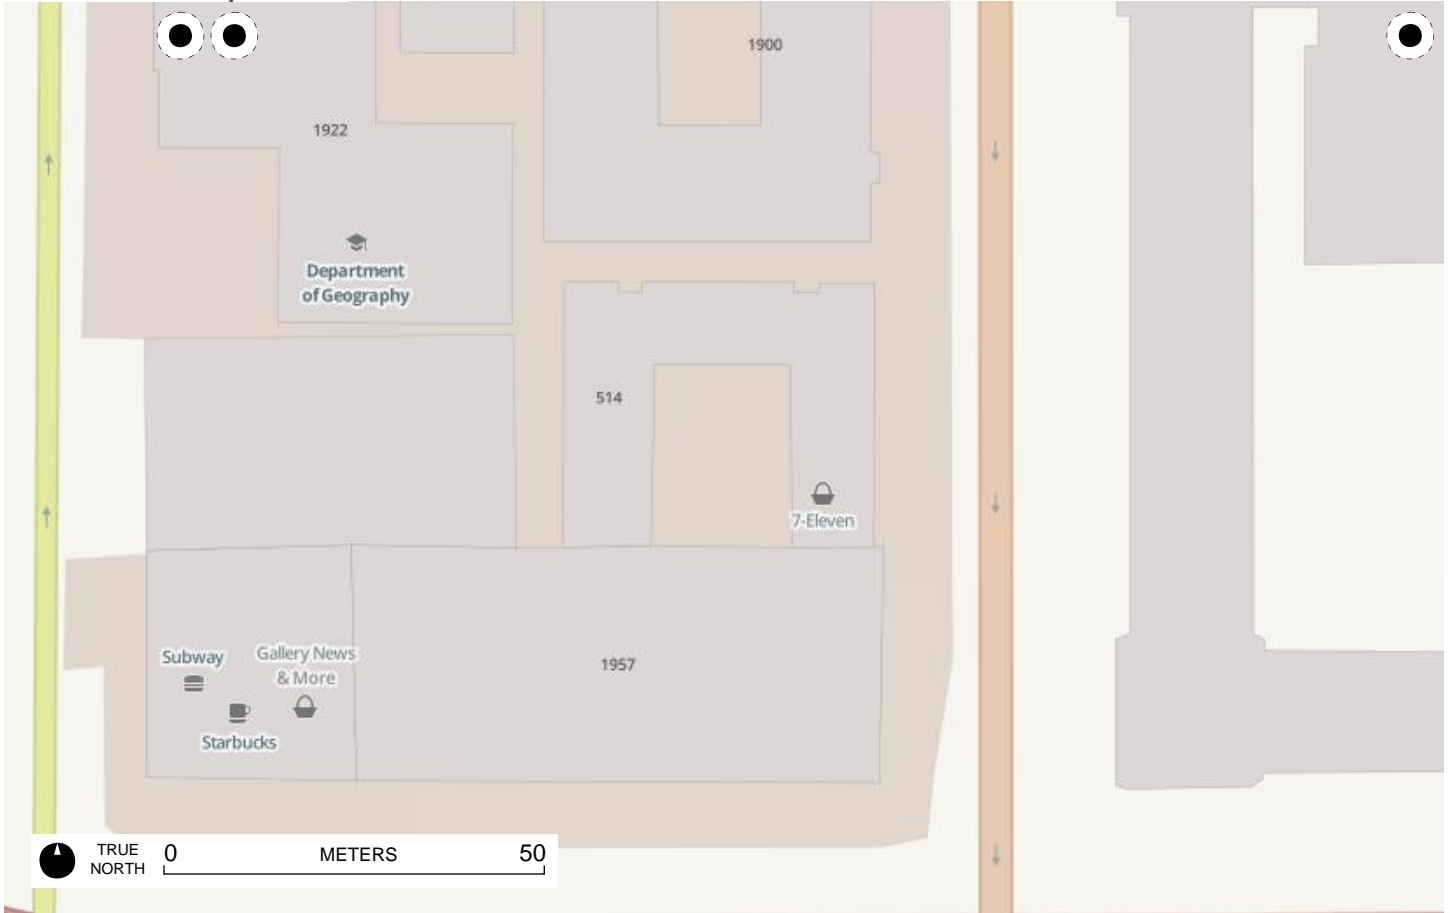 1900
1922
Department
of Geography
514
7-Eleven
Subway
Gallery News
& More
1957
Starbucks
TRUE
NORTH
0 METERS 50